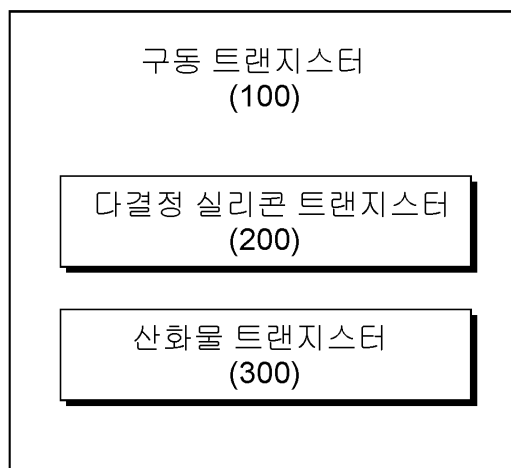 구동 트랜지스터
(100)
다결정 실리콘 트랜지스터
(200)
산화물 트랜지스터
(300)